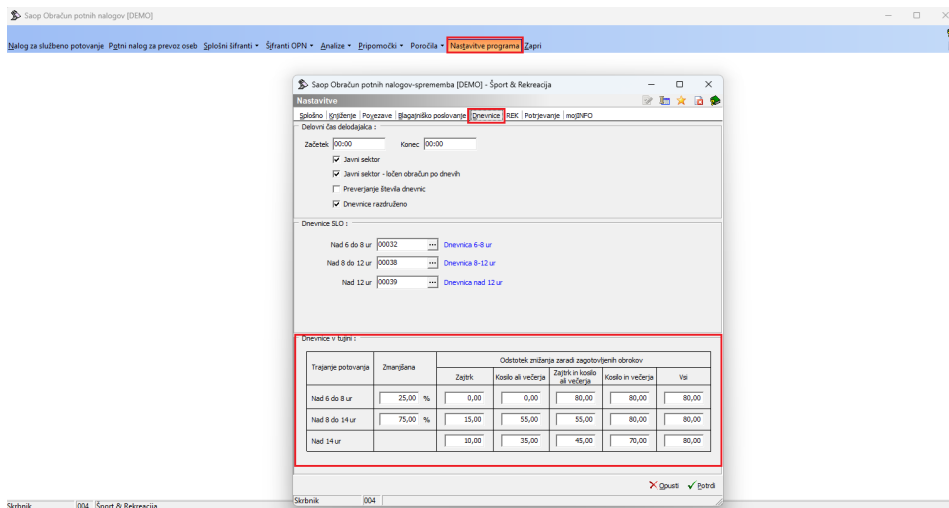 Saop Obračun potnih nalogov [DEMO]
Nalog za službeno potovanje Potni nalog za prevoz oseb Splošni šifranti Šifranti OPN Analize Pripomočki Poročila Nastavitve programa Zapri
Saop Obračun potnih nalogov-sprememba [DEMO] - Šport & Rekreacija
Nastavitve
Splošno Knjiženje Povezave Blagajniško poslovanje Dnevnice REK Potrjevanje mojINFO
Delovni čas delodajalca :
Začetek 00:00 Konec 00:00
Javni sektor
Javni sektor - ločen obračun po dnevih
Preverjanje števila dnevnic
Dnevnice razdruženo
Dnevnice SLO :
Nad 6 do 8 ur 00032 ... Dnevnica 6-8 ur
Nad 8 do 12 ur 00038 ... Dnevnica 8-12 ur
Nad 12 ur 00039 ... Dnevnica nad 12 ur
Dnevnice v tujini :
Trajanje potovanja Zmanjšana Odstotek znižanja zaradi zagotovljenih obrokov
Zajtrk Kosilo ali večerja Zajtrk in kosilo ali večerja Kosilo in večerja Vsi
Nad 6 do 8 ur 25,00 % 0,00 0,00 80,00 80,00 80,00
Nad 8 do 14 ur 75,00 % 15,00 55,00 55,00 80,00 80,00
Nad 14 ur 10,00 35,00 45,00 70,00 80,00
Opusti Potrdi
Skrbnik 004
Skrbnik 004 Šport & Rekreacija